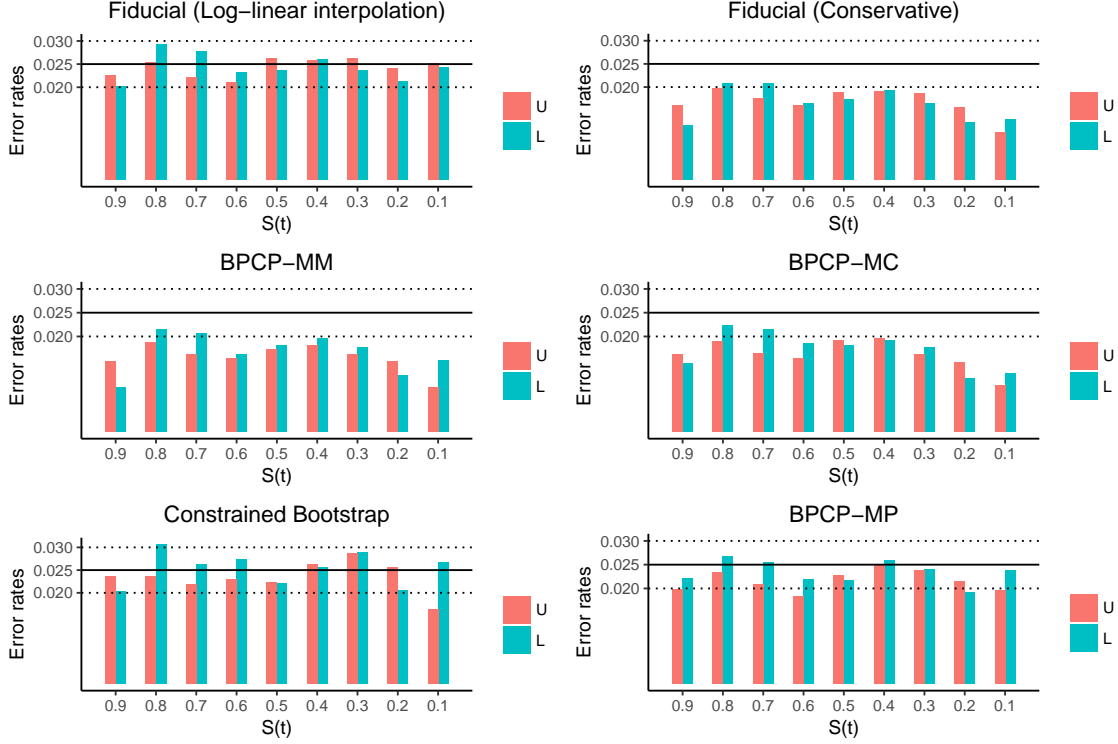 Fiducial (Log−linear interpolation)
Error rates
0.030
0.025
0.020
0.9 0.8 0.7 0.6 0.5 0.4 0.3 0.2 0.1
S(t)
U
L
Fiducial (Conservative)
Error rates
0.030
0.025
0.020
0.9 0.8 0.7 0.6 0.5 0.4 0.3 0.2 0.1
S(t)
U
L
BPCP−MM
Error rates
0.030
0.025
0.020
0.9 0.8 0.7 0.6 0.5 0.4 0.3 0.2 0.1
S(t)
U
L
BPCP−MC
Error rates
0.030
0.025
0.020
0.9 0.8 0.7 0.6 0.5 0.4 0.3 0.2 0.1
S(t)
U
L
Constrained Bootstrap
Error rates
0.030
0.025
0.020
0.9 0.8 0.7 0.6 0.5 0.4 0.3 0.2 0.1
S(t)
U
L
BPCP−MP
Error rates
0.030
0.025
0.020
0.9 0.8 0.7 0.6 0.5 0.4 0.3 0.2 0.1
S(t)
U
L